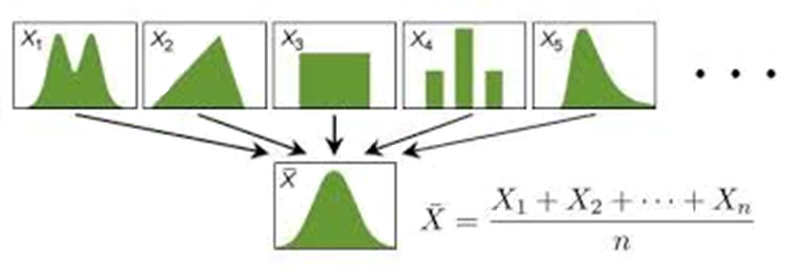 X₁ X₂ X₃ X₄ X₅ . . .
X̄
X̄ = (X₁ + X₂ + ··· + Xₙ) / n